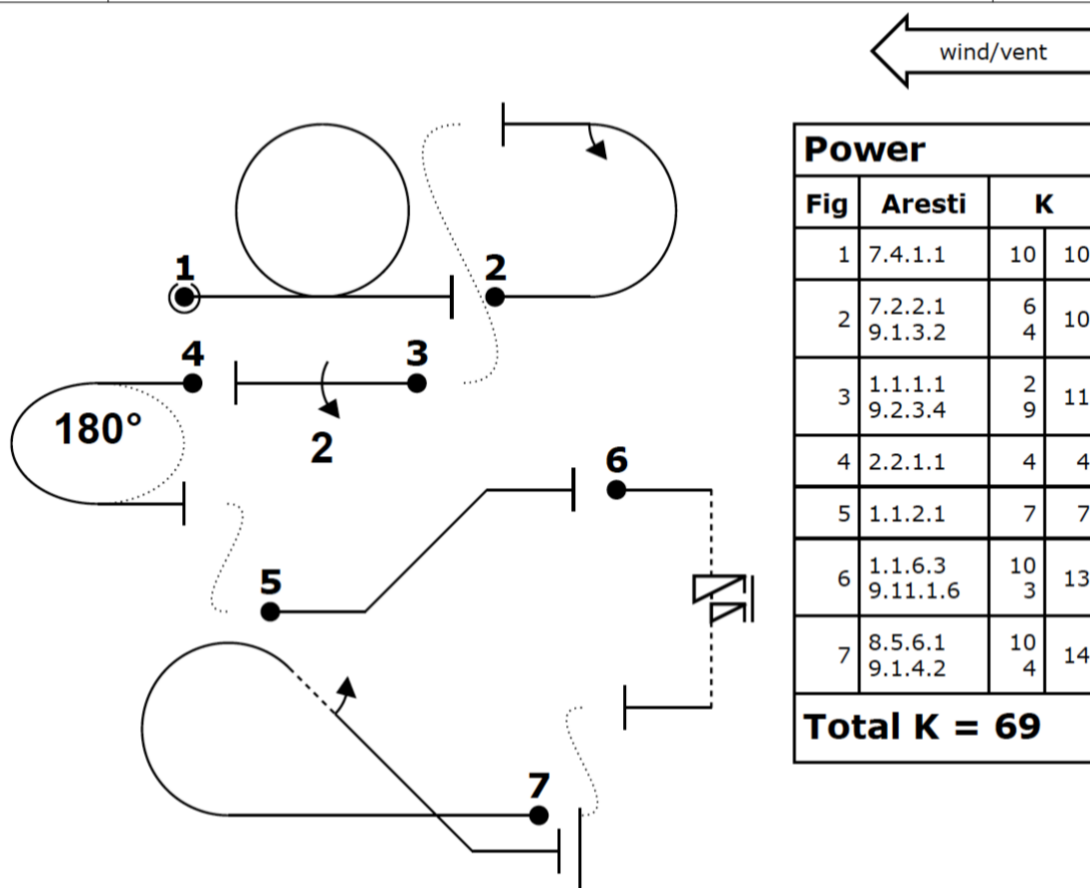 wind/vent
1
2
4
3
180°
2
6
5
7
Power
Fig Aresti K
1 7.4.1.1 10 10
2 7.2.2.1 6 10
9.1.3.2 4
3 1.1.1.1 2 11
9.2.3.4 9
4 2.2.1.1 4 4
5 1.1.2.1 7 7
6 1.1.6.3 10 13
9.11.1.6 3
7 8.5.6.1 10 14
9.1.4.2 4
Total K = 69